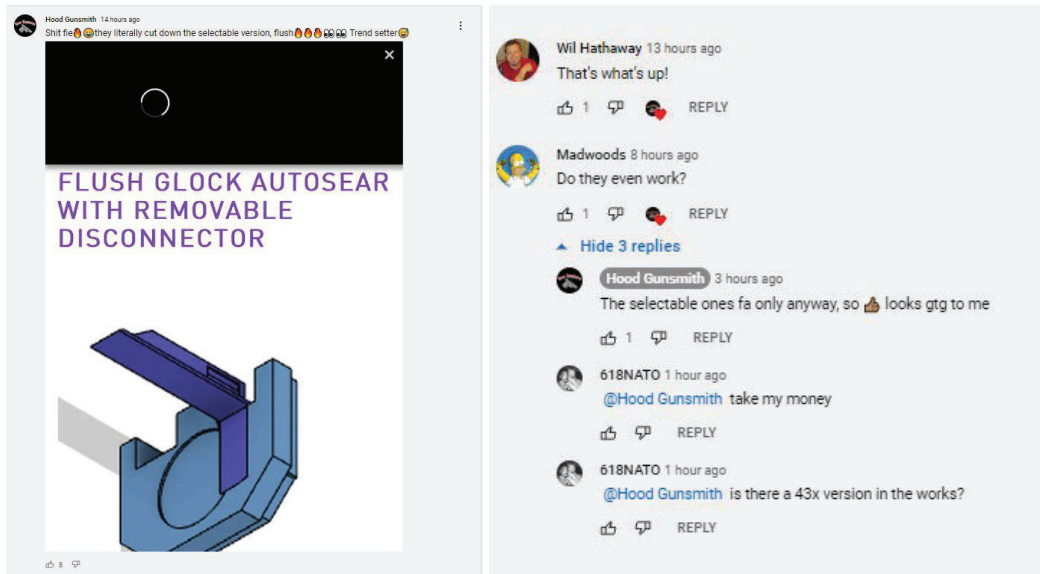 Hood Gunsmith 14 hours ago
Shit fie🔥😂they literally cut down the selectable version, flush🔥🔥🔥👀👀 Trend setter😅
FLUSH GLOCK AUTOSEAR
WITH REMOVABLE
DISCONNECTOR
8
Wil Hathaway 13 hours ago
That's what's up!
1 REPLY
Madwoods 8 hours ago
Do they even work?
1 REPLY
Hide 3 replies
Hood Gunsmith 3 hours ago
The selectable ones fa only anyway, so 👍🏾 looks gtg to me
1 REPLY
618NATO 1 hour ago
@Hood Gunsmith take my money
REPLY
618NATO 1 hour ago
@Hood Gunsmith is there a 43x version in the works?
REPLY